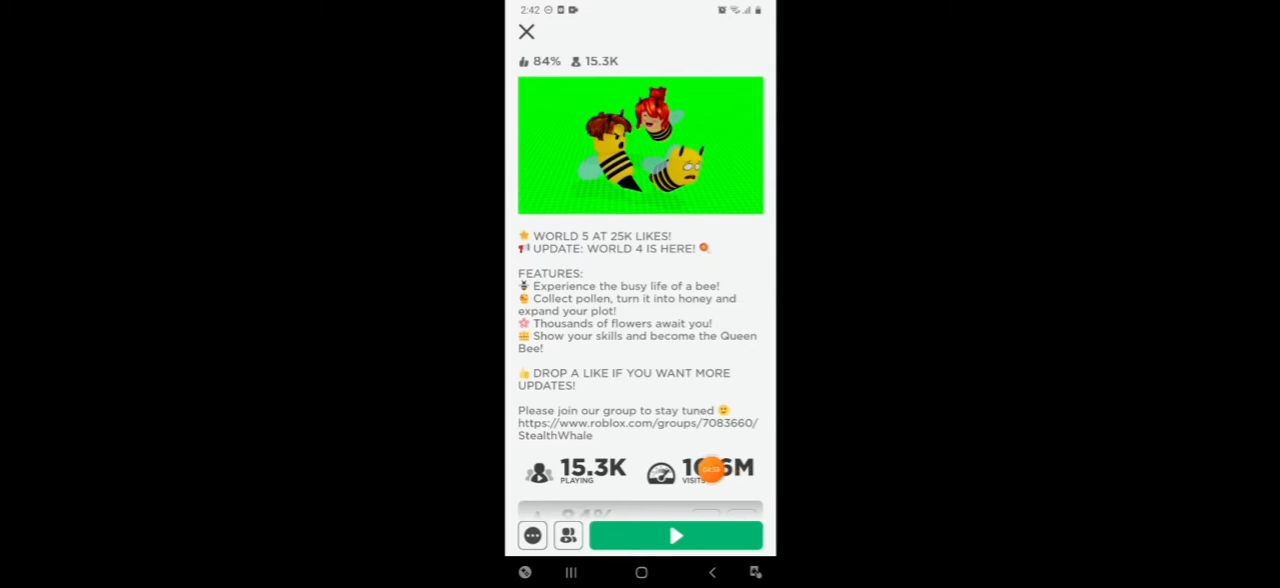 2:42
84% 15.3K
WORLD 5 AT 25K LIKES!
UPDATE: WORLD 4 IS HERE!
FEATURES:
Experience the busy life of a bee!
Collect pollen, turn it into honey and
expand your plot!
Thousands of flowers await you!
Show your skills and become the Queen
Bee!
DROP A LIKE IF YOU WANT MORE
UPDATES!
Please join our group to stay tuned
https://www.roblox.com/groups/7083660/
StealthWhale
15.3K
PLAYING
VISITS
84%